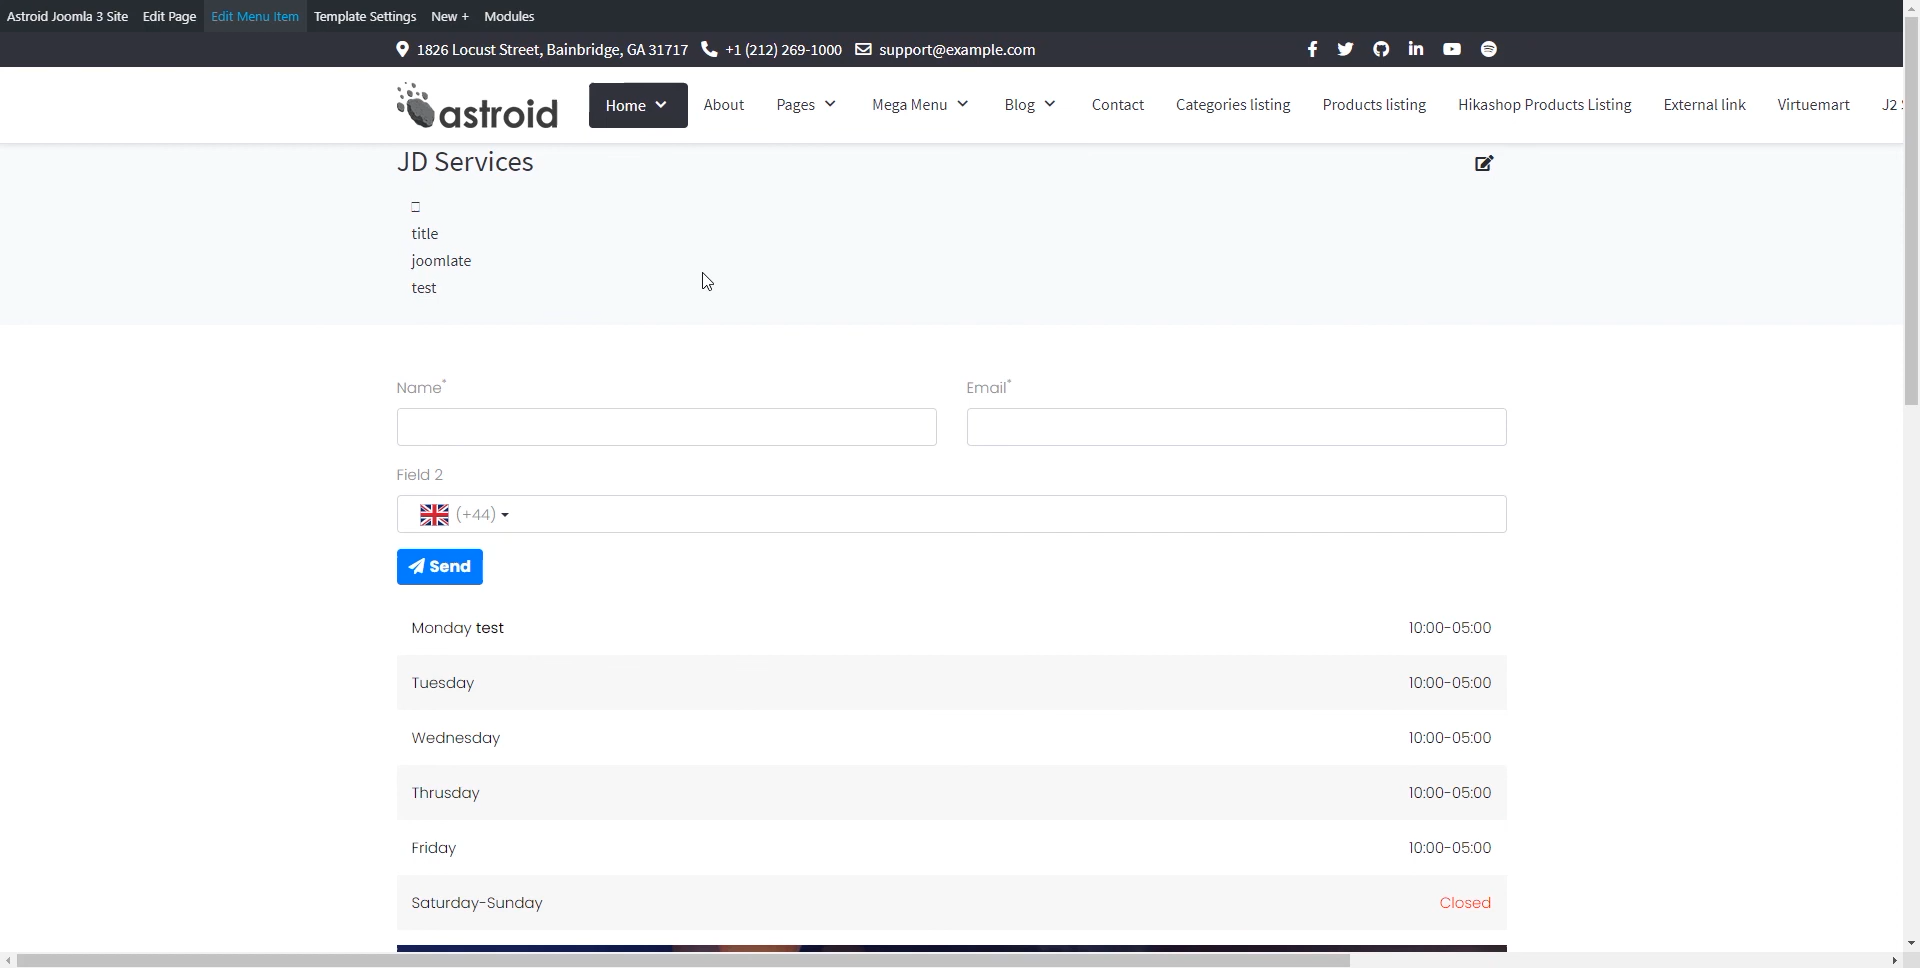 Astroid Joomla 3 Site Edit Page Edit Menu Item Template Settings New + Modules
1826 Locust Street, Bainbridge, GA 31717 +1 (212) 269-1000 support@example.com
astroid Home About Pages Mega Menu Blog Contact Categories listing Products listing Hikashop Products Listing External link Virtuemart J2
JD Services
title
joomlate
test
Name* Email*
Field 2
(+44)
Send
Monday test 10:00-05:00
Tuesday 10:00-05:00
Wednesday 10:00-05:00
Thrusday 10:00-05:00
Friday 10:00-05:00
Saturday-Sunday Closed